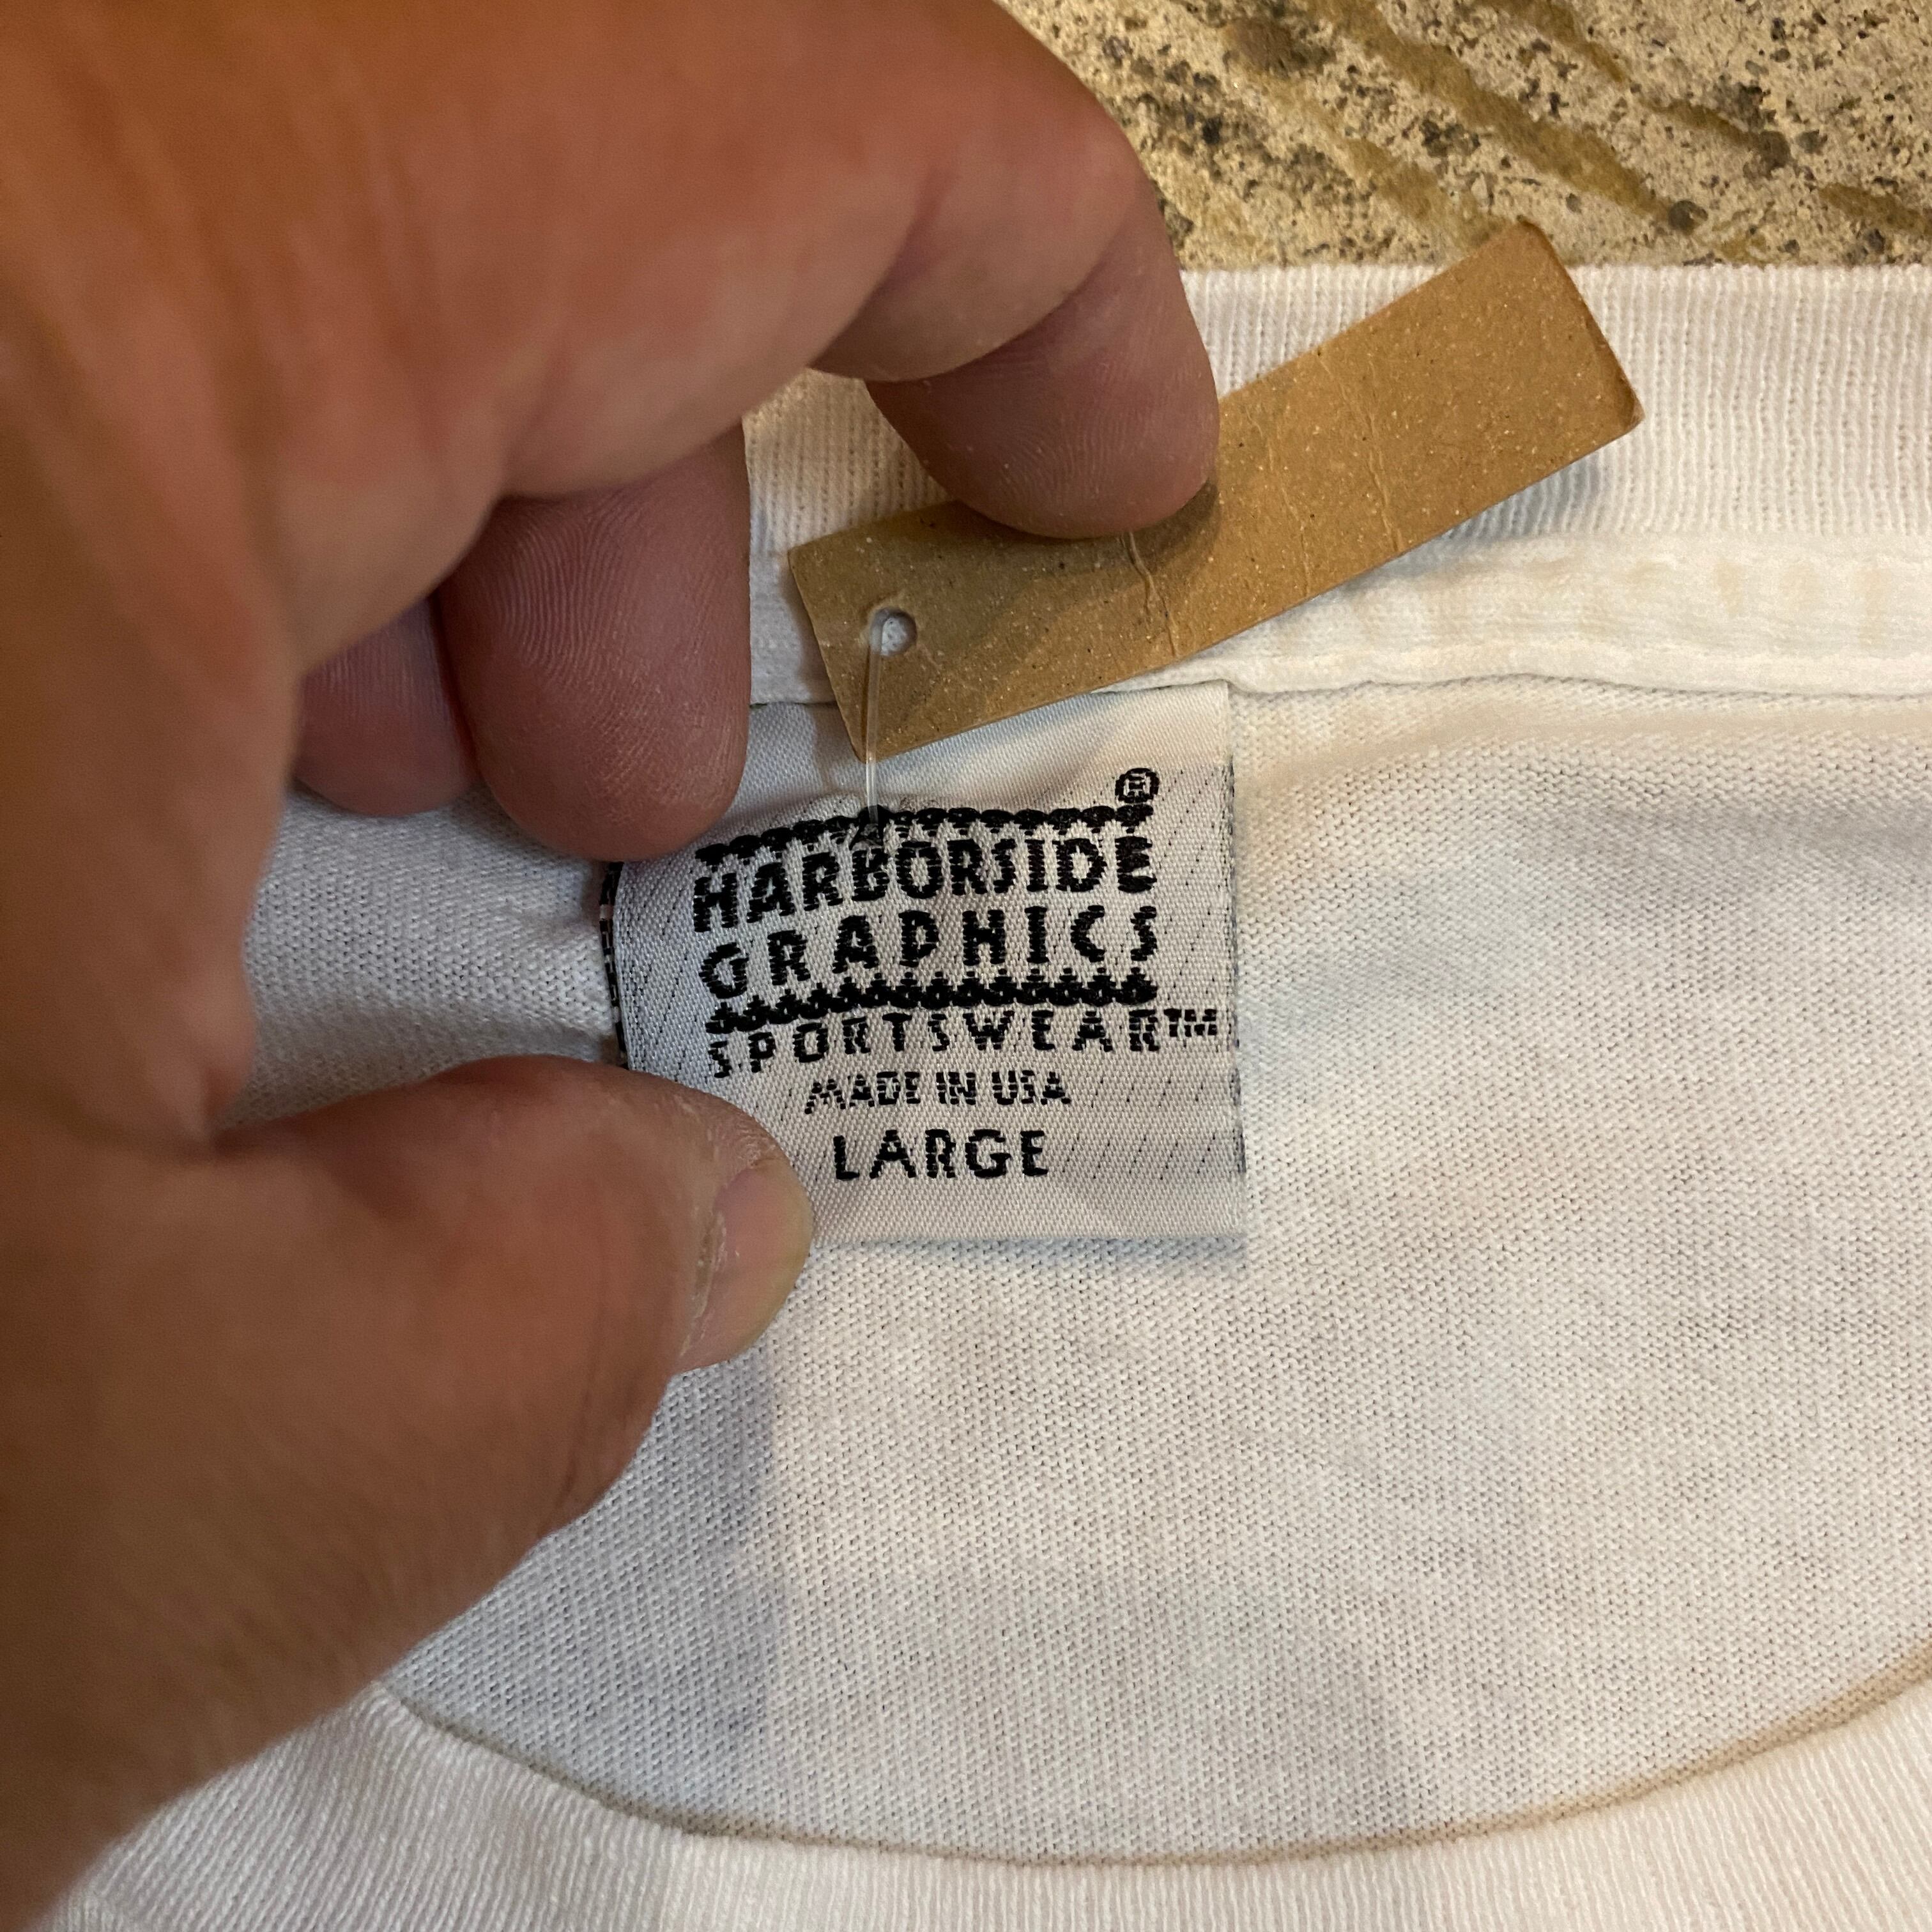 ®
HARBORSIDE
GRAPHICS
SPORTSWEAR™
MADE IN USA
LARGE